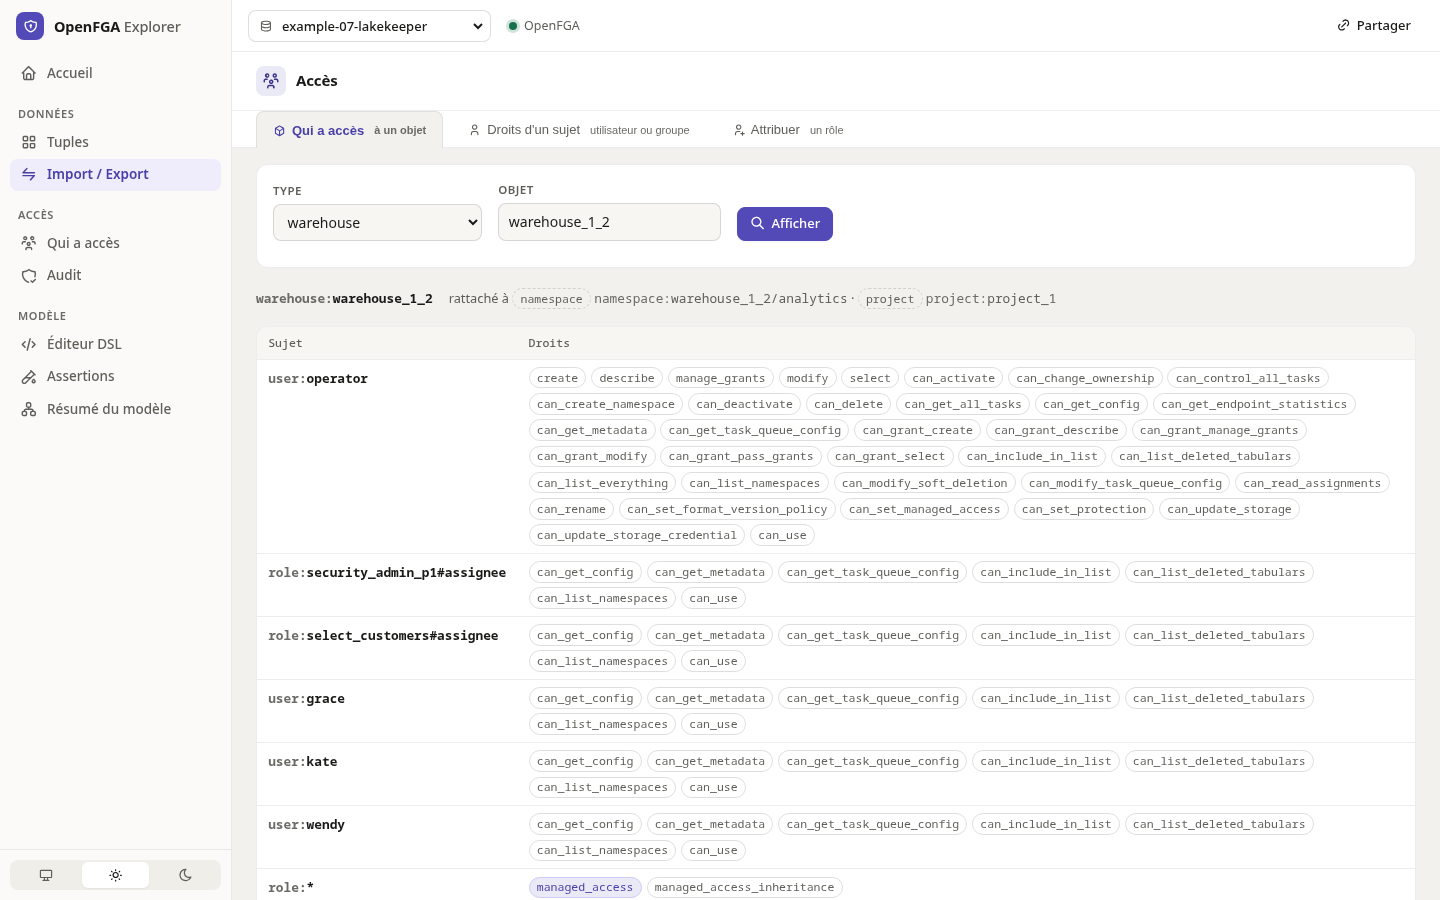 OpenFGA Explorer
example-07-lakekeeper
OpenFGA
Partager
Accueil
DONNÉES
Tuples
Import / Export
ACCÈS
Qui a accès
Audit
MODÈLE
Éditeur DSL
Assertions
Résumé du modèle
Accès
Qui a accès à un objet
Droits d'un sujet utilisateur ou groupe
Attribuer un rôle
TYPE
OBJET
warehouse
warehouse_1_2
Afficher
warehouse:warehouse_1_2 rattaché à namespace namespace:warehouse_1_2/analytics · project project:project_1
Sujet Droits
user:operator create describe manage_grants modify select can_activate can_change_ownership can_control_all_tasks
can_create_namespace can_deactivate can_delete can_get_all_tasks can_get_config can_get_endpoint_statistics
can_get_metadata can_get_task_queue_config can_grant_create can_grant_describe can_grant_manage_grants
can_grant_modify can_grant_pass_grants can_grant_select can_include_in_list can_list_deleted_tabulars
can_list_everything can_list_namespaces can_modify_soft_deletion can_modify_task_queue_config can_read_assignments
can_rename can_set_format_version_policy can_set_managed_access can_set_protection can_update_storage
can_update_storage_credential can_use
role:security_admin_p1#assignee can_get_config can_get_metadata can_get_task_queue_config can_include_in_list can_list_deleted_tabulars
can_list_namespaces can_use
role:select_customers#assignee can_get_config can_get_metadata can_get_task_queue_config can_include_in_list can_list_deleted_tabulars
can_list_namespaces can_use
user:grace can_get_config can_get_metadata can_get_task_queue_config can_include_in_list can_list_deleted_tabulars
can_list_namespaces can_use
user:kate can_get_config can_get_metadata can_get_task_queue_config can_include_in_list can_list_deleted_tabulars
can_list_namespaces can_use
user:wendy can_get_config can_get_metadata can_get_task_queue_config can_include_in_list can_list_deleted_tabulars
can_list_namespaces can_use
role:* managed_access managed_access_inheritance